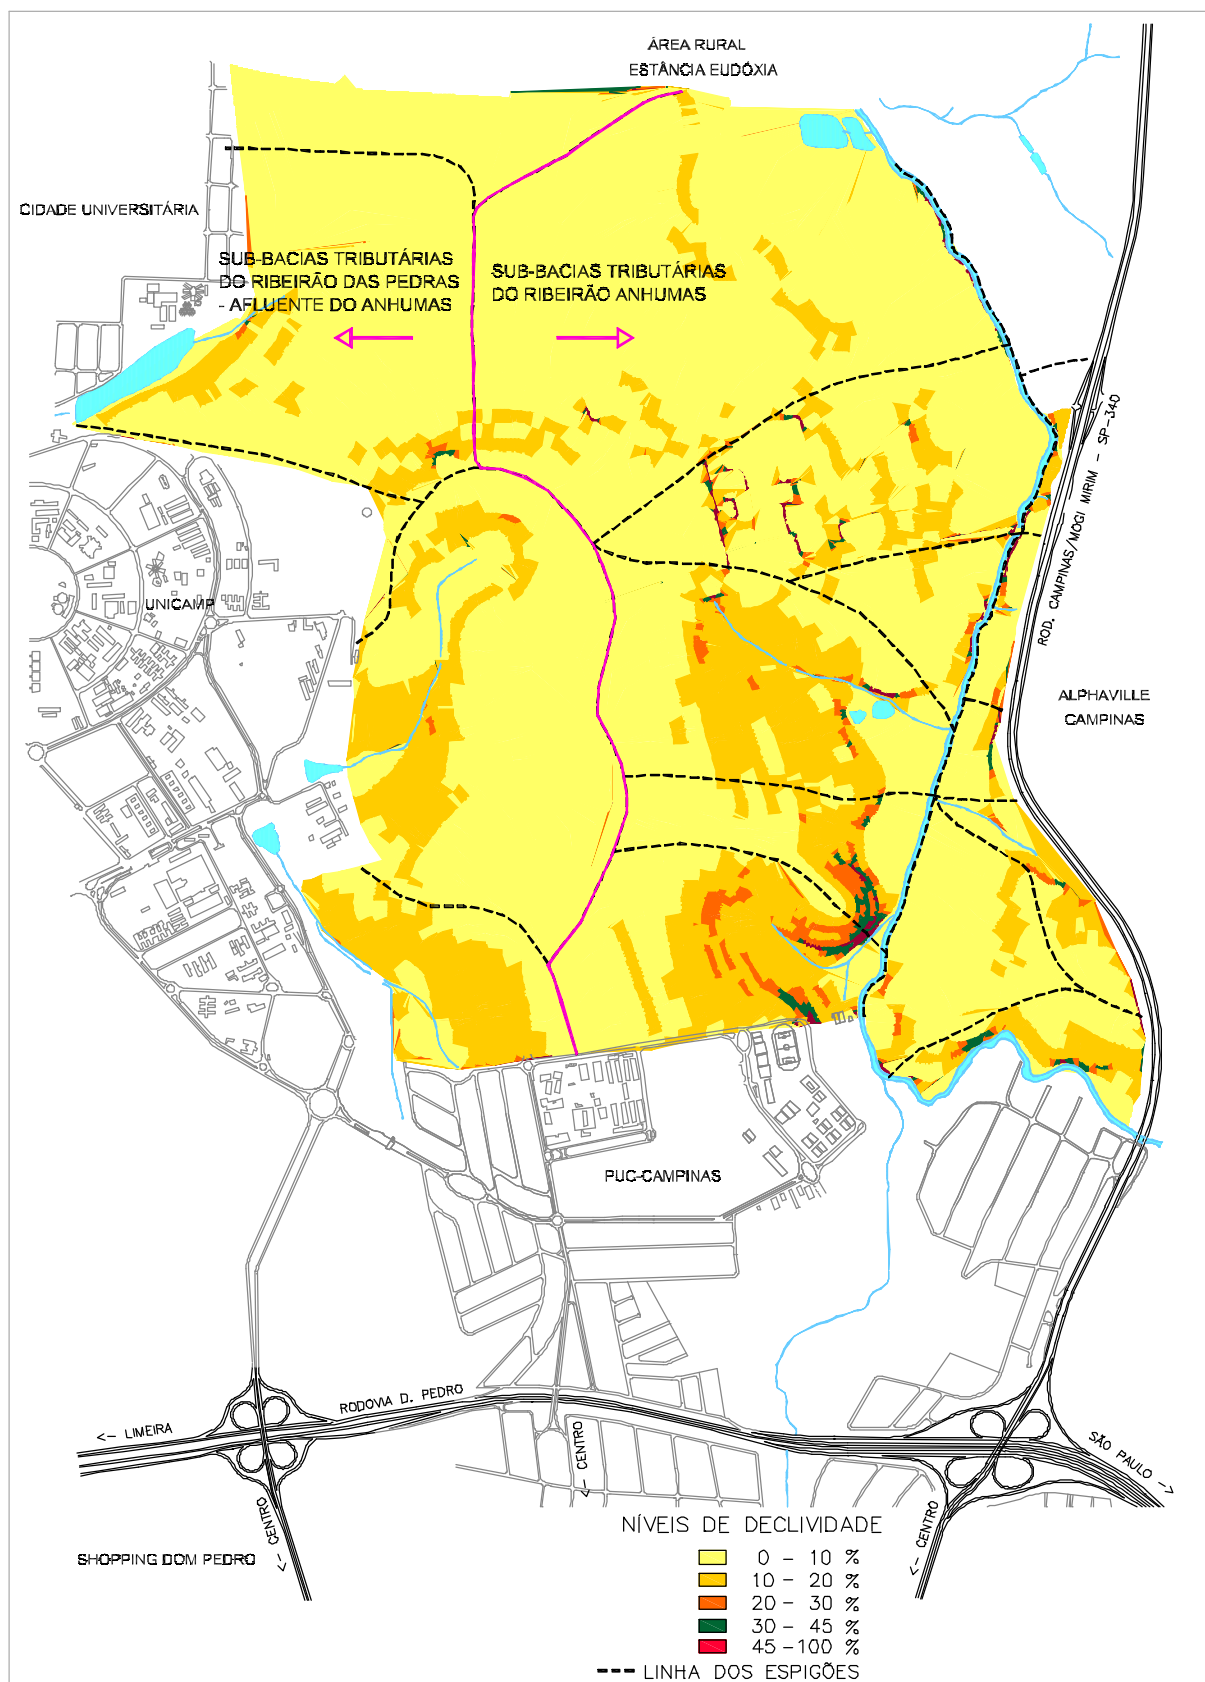 ÁREA RURAL
ESTÂNCIA EUDÓXIA
CIDADE UNIVERSITÁRIA
SUB-BACIAS TRIBUTÁRIAS
DO RIBEIRÃO DAS PEDRAS
- AFLUENTE DO ANHUMAS
SUB-BACIAS TRIBUTÁRIAS
DO RIBEIRÃO ANHUMAS
ROD. CAMPINAS/MOGI MIRIM - SP-340
UNICAMP
ALPHAVILLE
CAMPINAS
PUC-CAMPINAS
RODOVIA D. PEDRO
<- LIMEIRA
<- CENTRO
SÃO PAULO ->
<- CENTRO
<- CENTRO
SHOPPING DOM PEDRO
NÍVEIS DE DECLIVIDADE
0 - 10 %
10 - 20 %
20 - 30 %
30 - 45 %
45 -100 %
LINHA DOS ESPIGÕES